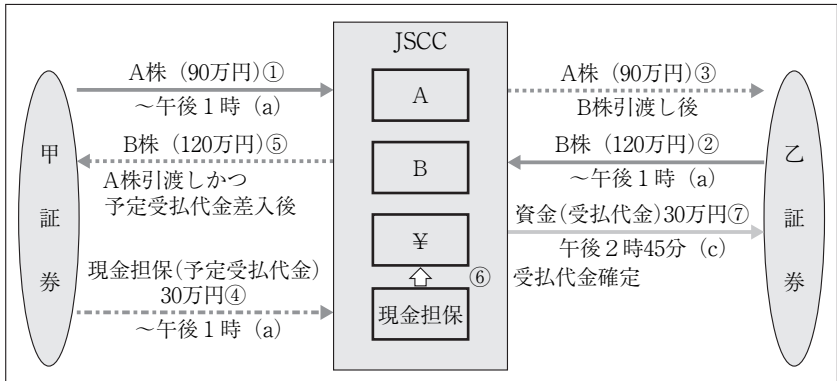 JSCC
甲証券
A株（90万円）①
～午後１時（a）
B株（120万円）⑤
A株引渡しかつ
予定受払代金差入後
現金担保（予定受払代金）
30万円④
～午後１時（a）
A
B
¥
⑥
現金担保
A株（90万円）③
B株引渡し後
B株（120万円）②
～午後１時（a）
資金（受払代金）30万円⑦
午後２時45分（c）
受払代金確定
乙証券